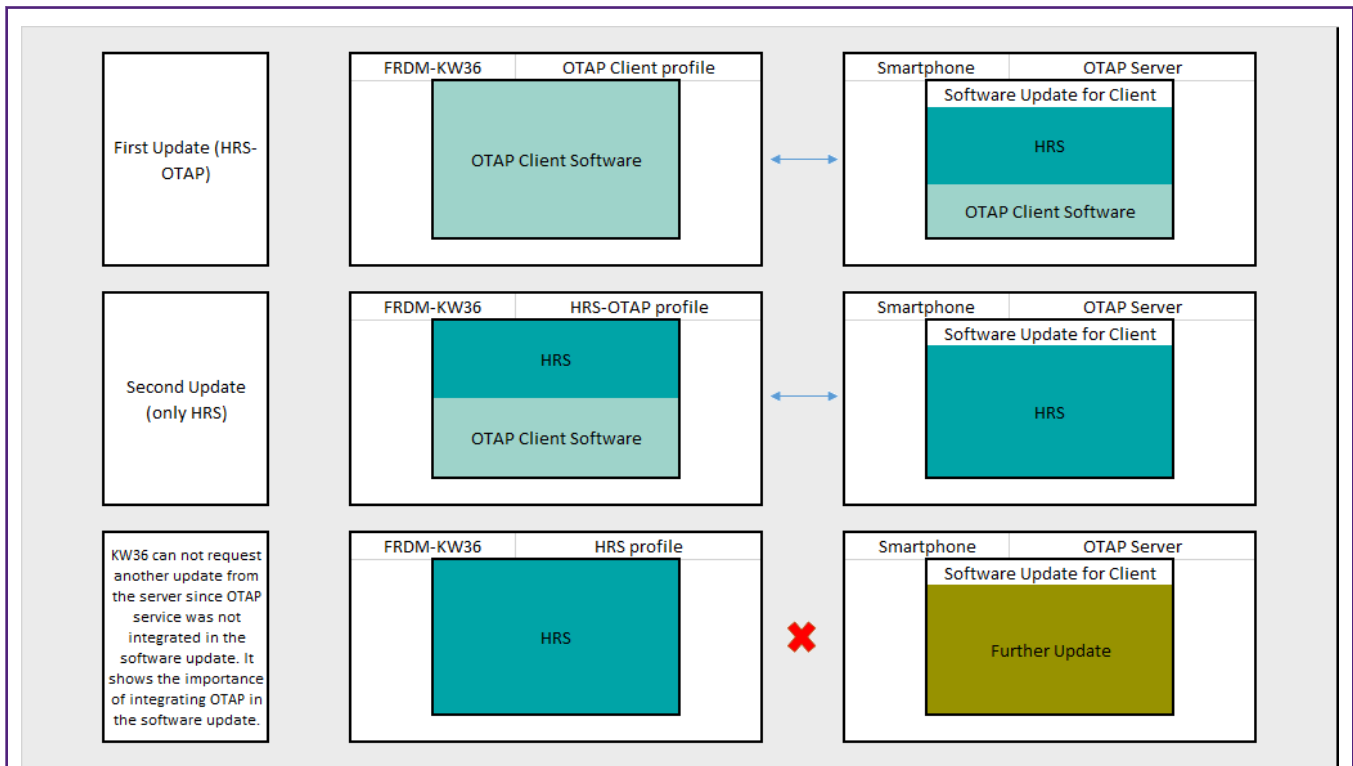 First Update (HRS-
OTAP)
FRDM-KW36
OTAP Client profile
OTAP Client Software
Smartphone
OTAP Server
Software Update for Client
HRS
OTAP Client Software
Second Update
(only HRS)
FRDM-KW36
HRS-OTAP profile
HRS
OTAP Client Software
Smartphone
OTAP Server
Software Update for Client
HRS
KW36 can not request
another update from
the server since OTAP
service was not
integrated in the
software update. It
shows the importance
of integrating OTAP in
the software update.
FRDM-KW36
HRS profile
HRS
Smartphone
OTAP Server
Software Update for Client
Further Update